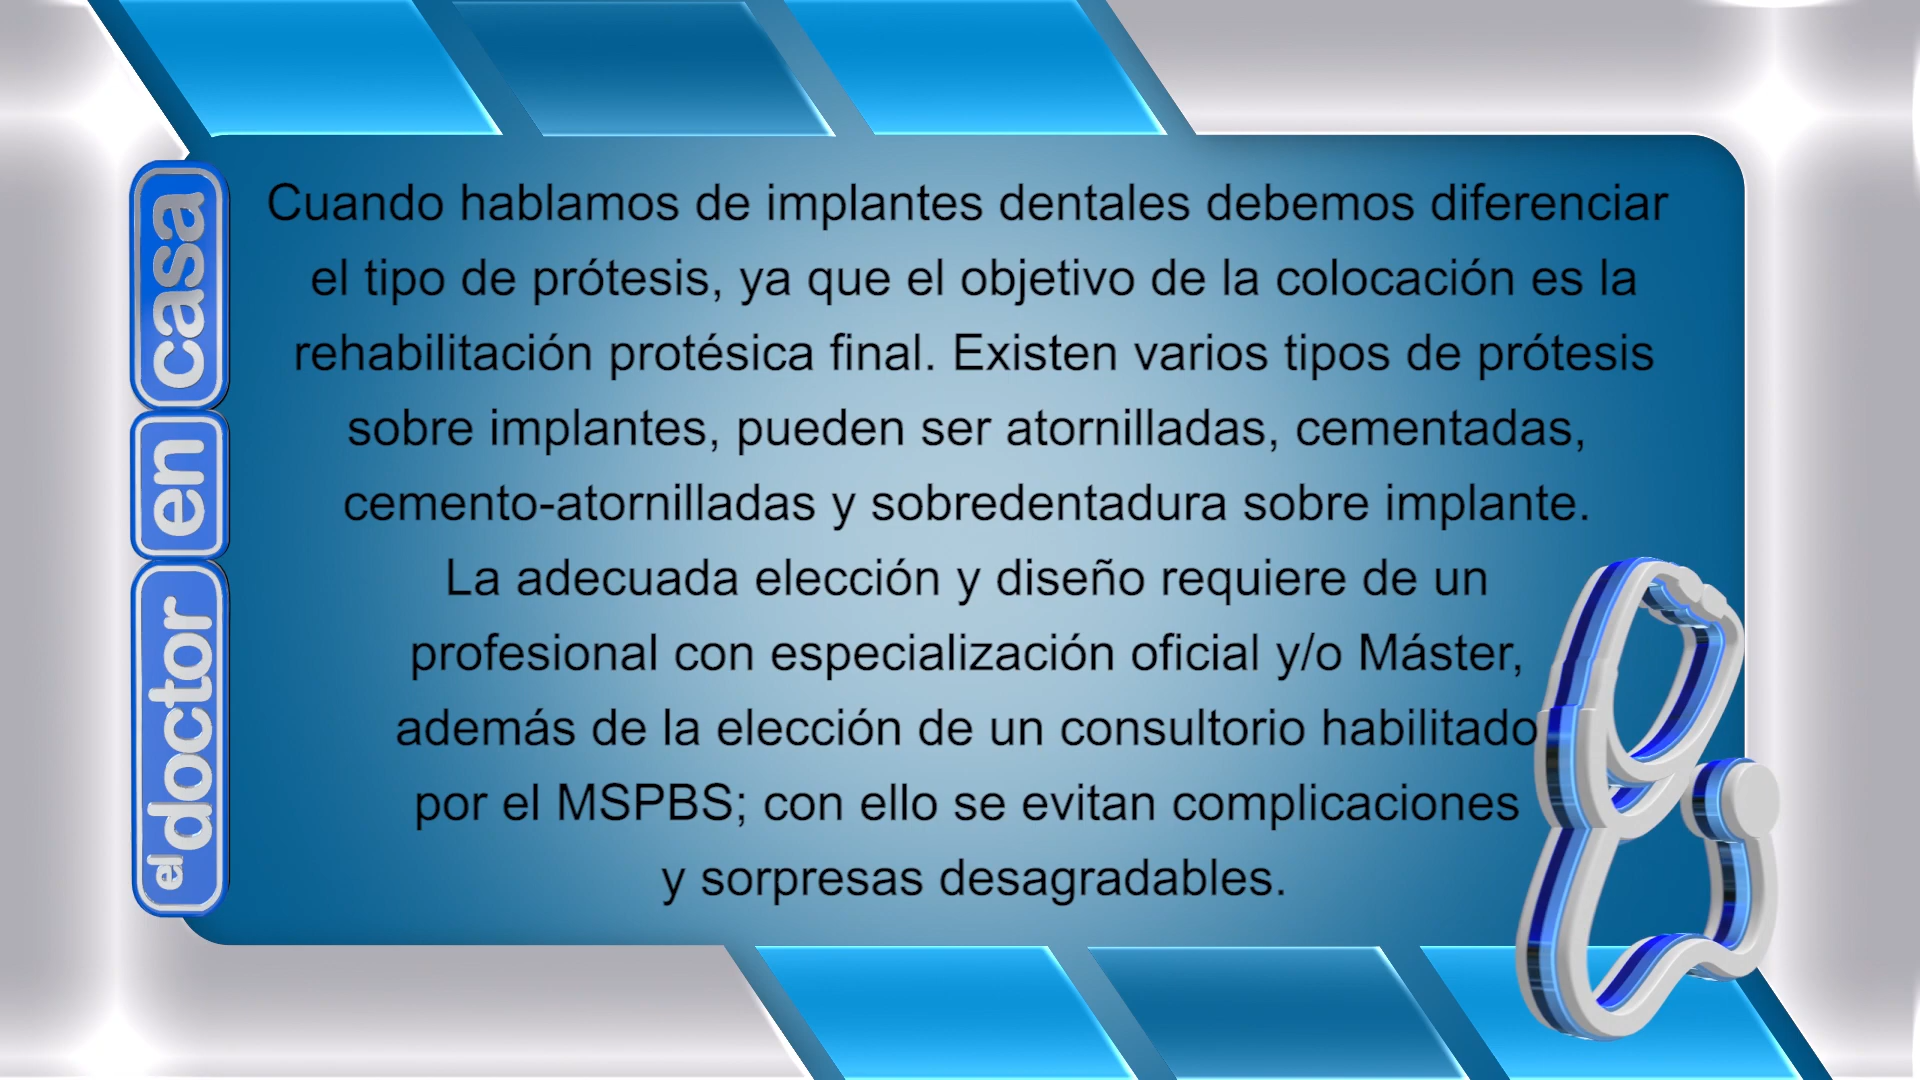 Cuando hablamos de implantes dentales debemos diferenciar
el tipo de prótesis, ya que el objetivo de la colocación es la
rehabilitación protésica final. Existen varios tipos de prótesis
sobre implantes, pueden ser atornilladas, cementadas,
cemento-atornilladas y sobredentadura sobre implante.
La adecuada elección y diseño requiere de un
profesional con especialización oficial y/o Máster,
además de la elección de un consultorio habilitado
por el MSPBS; con ello se evitan complicaciones
y sorpresas desagradables.
el doctor en casa